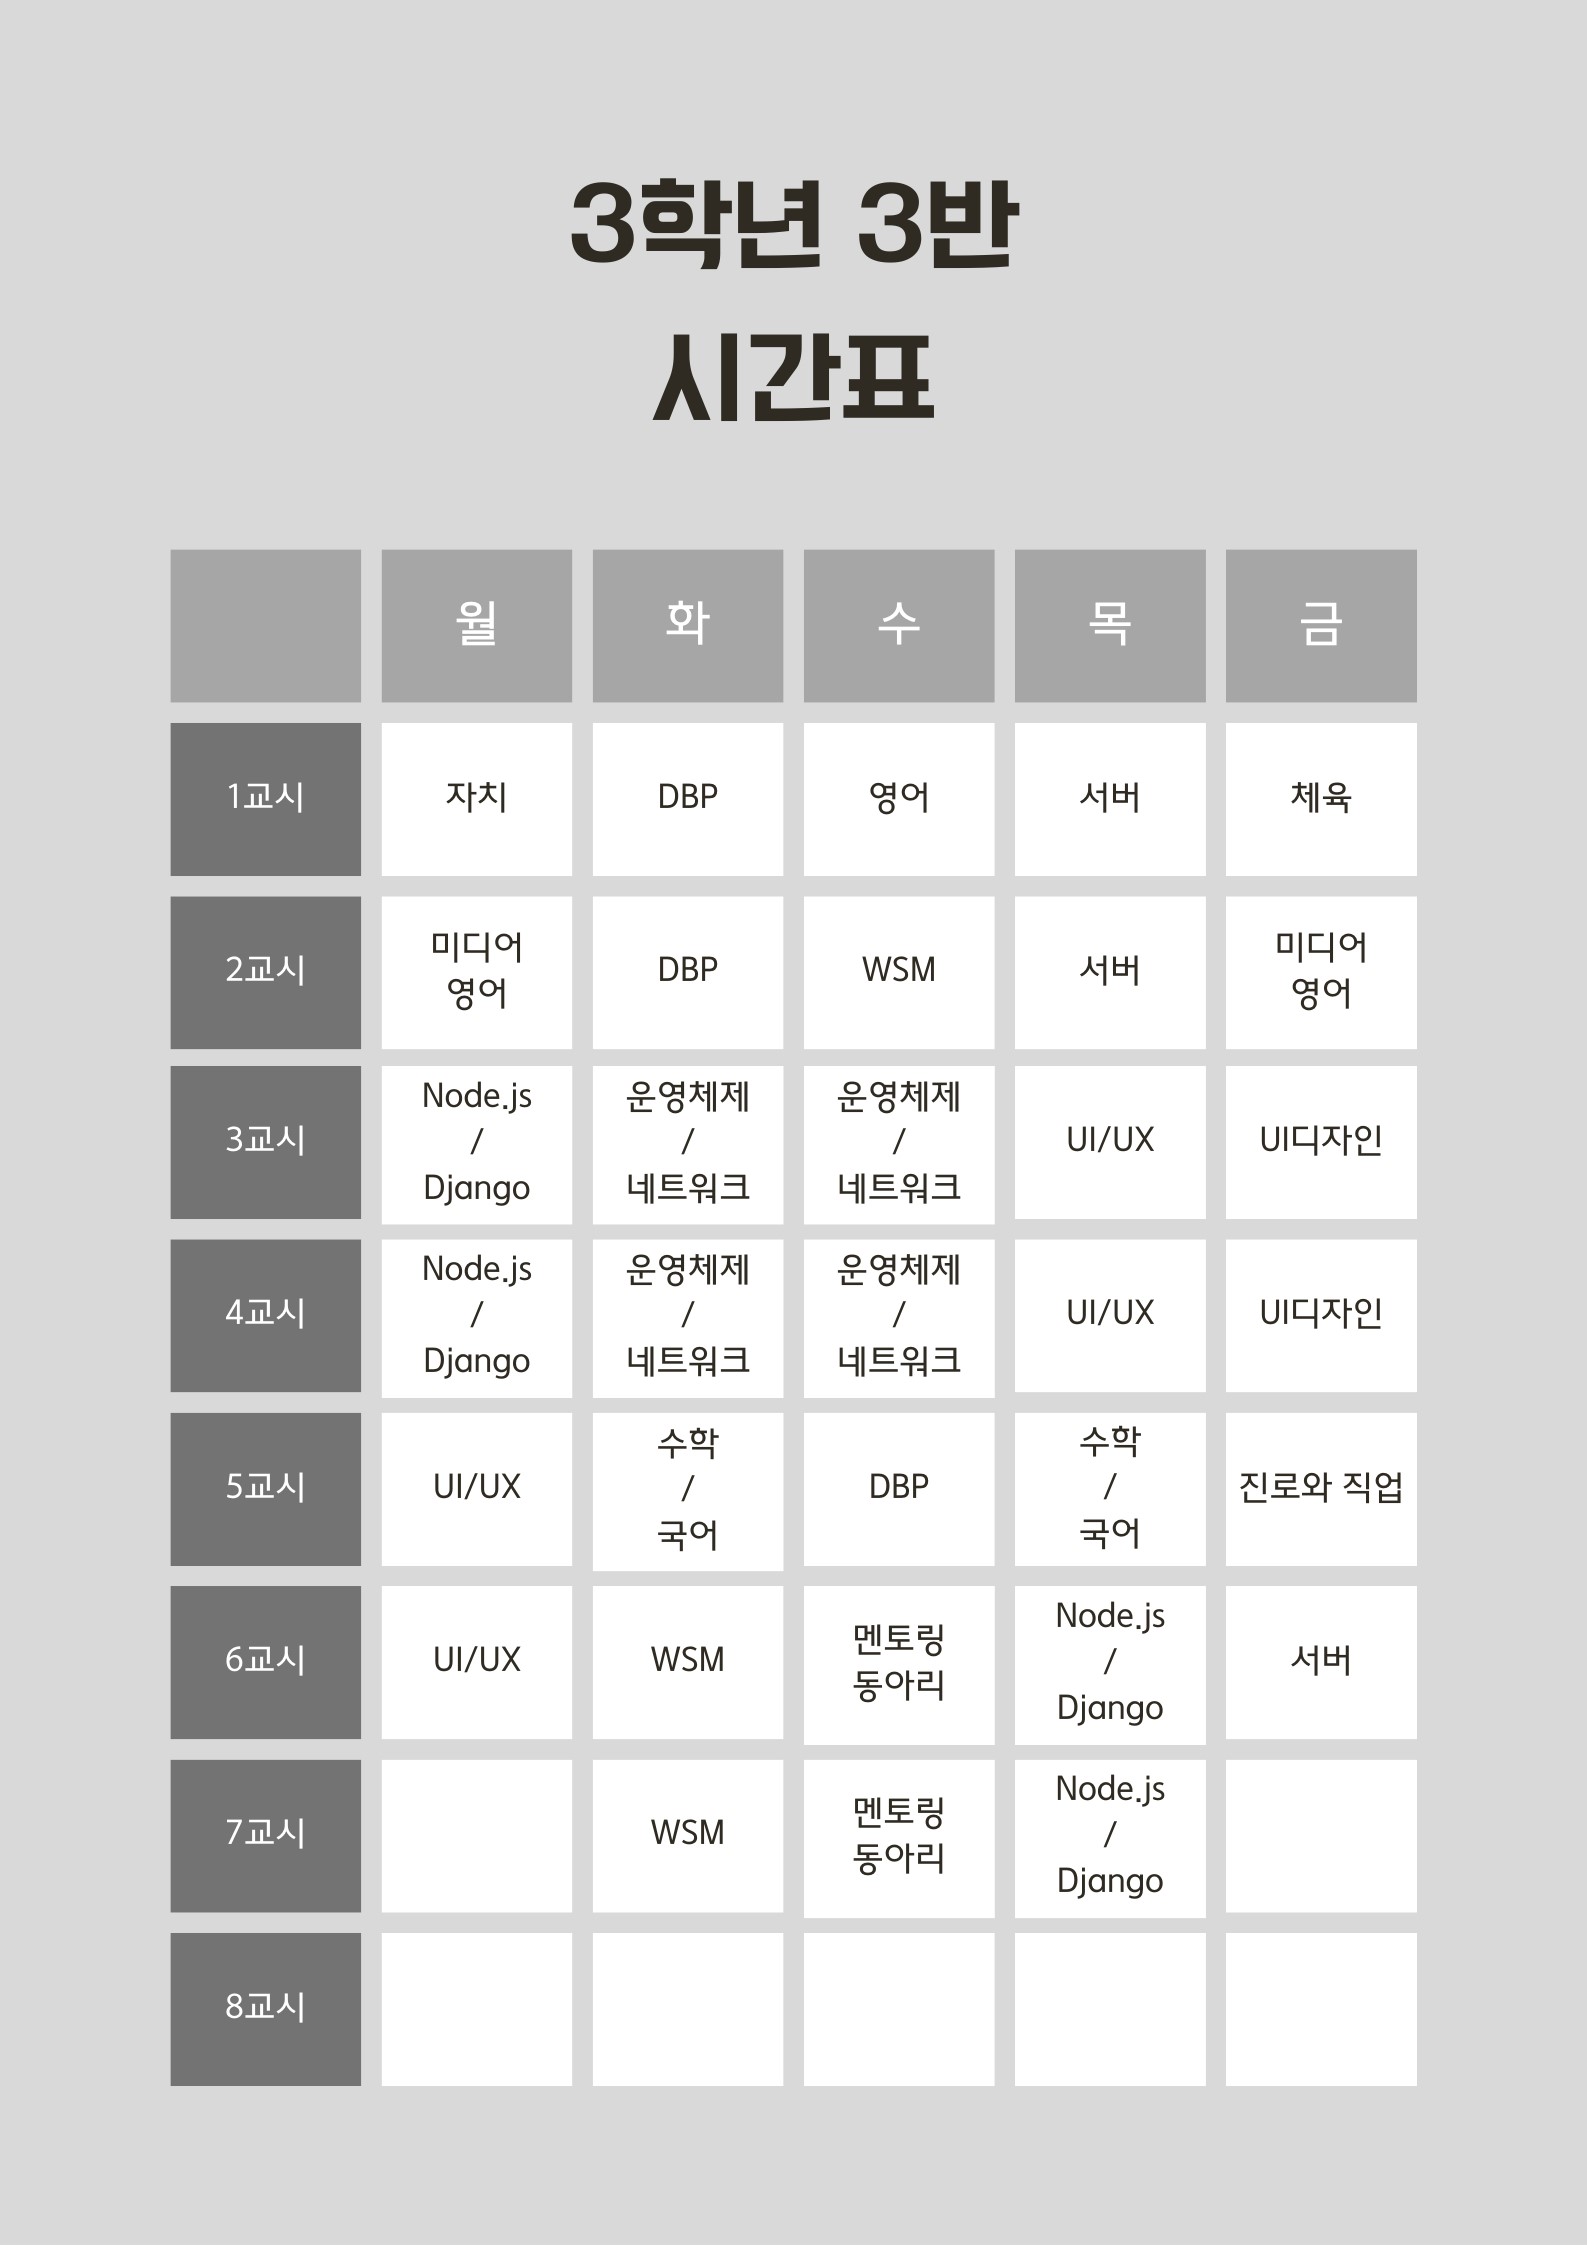 3학년 3반
시간표
월 화 수 목 금
1교시 자치 DBP 영어 서버 체육
2교시 미디어 영어 DBP WSM 서버 미디어 영어
3교시 Node.js / Django 운영체제 / 네트워크 운영체제 / 네트워크 UI/UX UI디자인
4교시 Node.js / Django 운영체제 / 네트워크 운영체제 / 네트워크 UI/UX UI디자인
5교시 UI/UX 수학 / 국어 DBP 수학 / 국어 진로와 직업
6교시 UI/UX WSM 멘토링 동아리 Node.js / Django 서버
7교시 WSM 멘토링 동아리 Node.js / Django
8교시